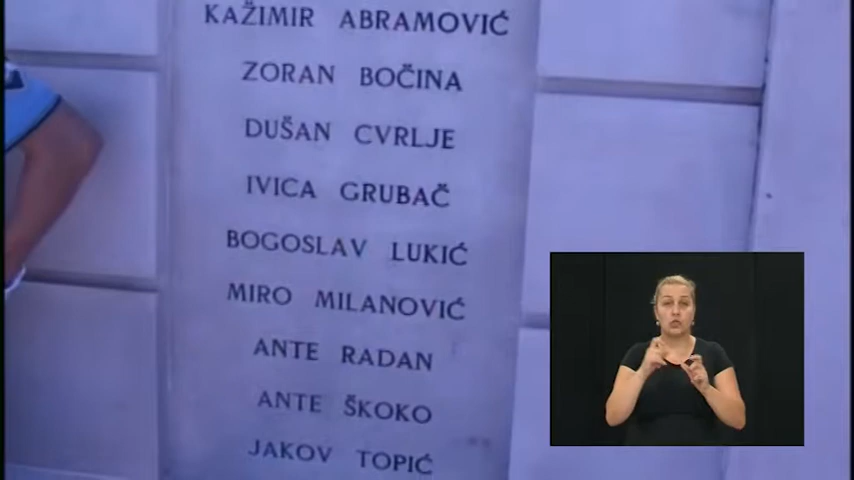 KAŽIMIR ABRAMOVIĆ
ZORAN BOČINA
DUŠAN CVRLJE
IVICA GRUBAČ
BOGOSLAV LUKIĆ
MIRO MILANOVIĆ
ANTE RADAN
ANTE ŠKOKO
JAKOV TOPIĆ